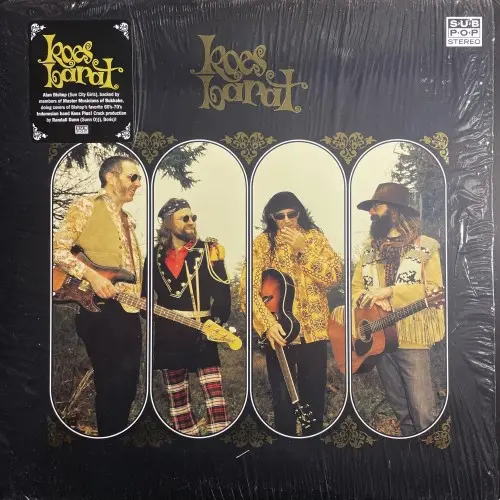 Koes
Barat
Alan Bishop (Sun City Girls), backed by
members of Master Musicians of Bukkake,
doing covers of Bishop's favorite 60's-70's
Indonesian band Koes Plus! Crack production
by Randall Dunn (Sunn O))), Boris)!
SUB
POP
Koes
Barat
SUB
POP
STEREO